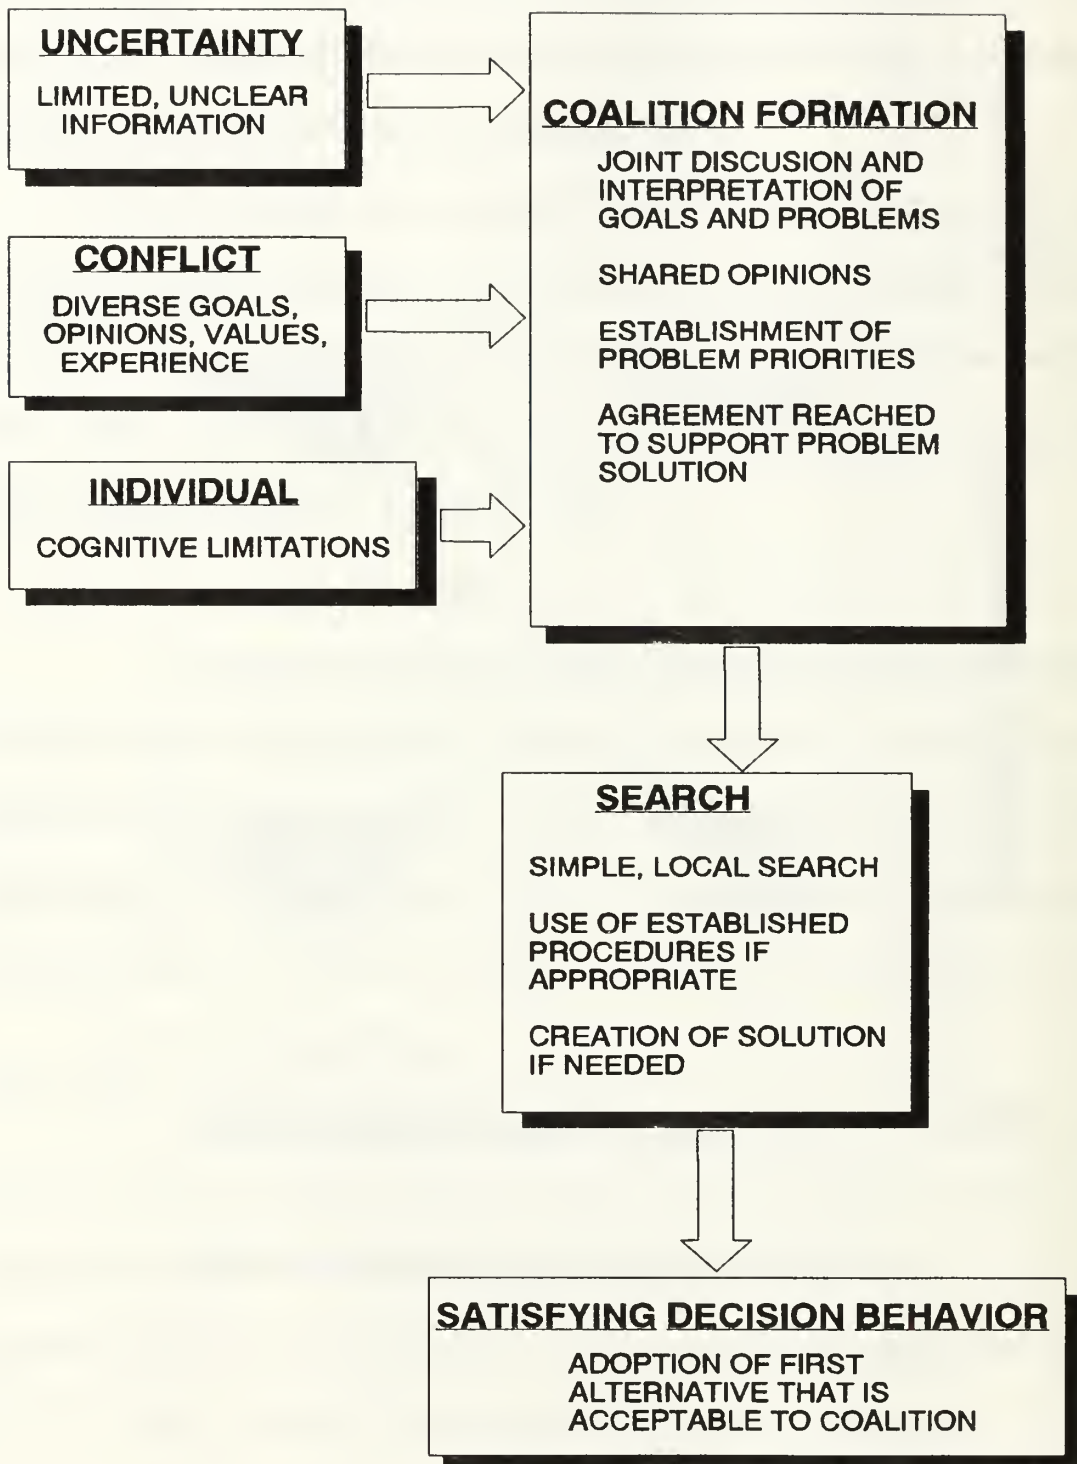 UNCERTAINTY
LIMITED, UNCLEAR
INFORMATION
CONFLICT
DIVERSE GOALS,
OPINIONS, VALUES,
EXPERIENCE
INDIVIDUAL
COGNITIVE LIMITATIONS
COALITION FORMATION
JOINT DISCUSION AND
INTERPRETATION OF
GOALS AND PROBLEMS
SHARED OPINIONS
ESTABLISHMENT OF
PROBLEM PRIORITIES
AGREEMENT REACHED
TO SUPPORT PROBLEM
SOLUTION
SEARCH
SIMPLE, LOCAL SEARCH
USE OF ESTABLISHED
PROCEDURES IF
APPROPRIATE
CREATION OF SOLUTION
IF NEEDED
SATISFYING DECISION BEHAVIOR
ADOPTION OF FIRST
ALTERNATIVE THAT IS
ACCEPTABLE TO COALITION